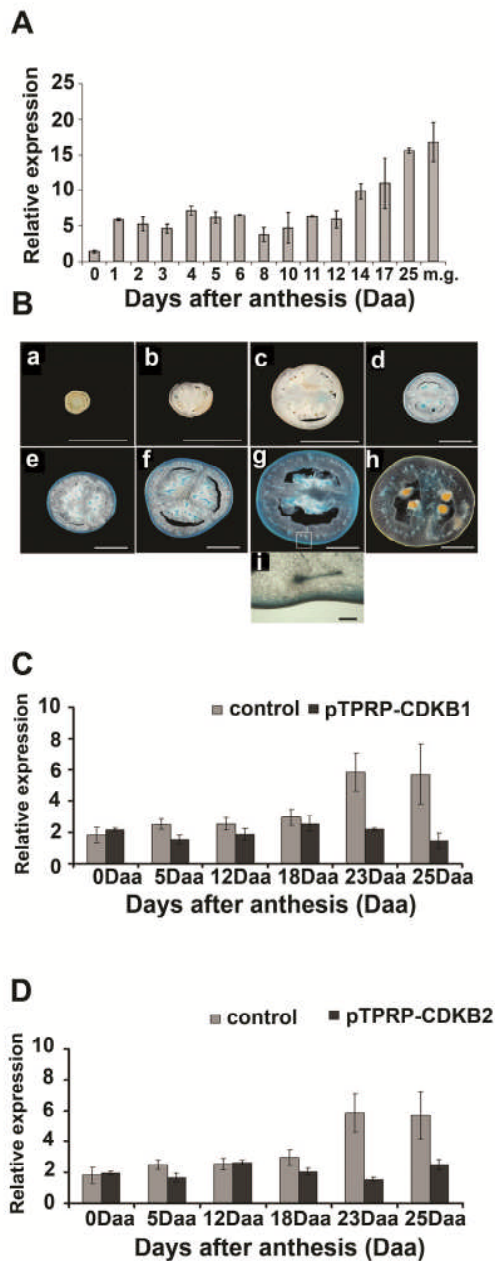 A
Relative expression
25
20
15
10
5
0
0 1 2 3 4 5 6 8 10 11 12 14 17 25 m.g.
Days after anthesis (Daa)
B
a b c d
e f g h
i
C
control pTPRP-CDKB1
Relative expression
10
8
6
4
2
0
0Daa 5Daa 12Daa 18Daa 23Daa 25Daa
Days after anthesis (Daa)
D
control pTPRP-CDKB2
Relative expression
10
8
6
4
2
0
0Daa 5Daa 12Daa 18Daa 23Daa 25Daa
Days after anthesis (Daa)